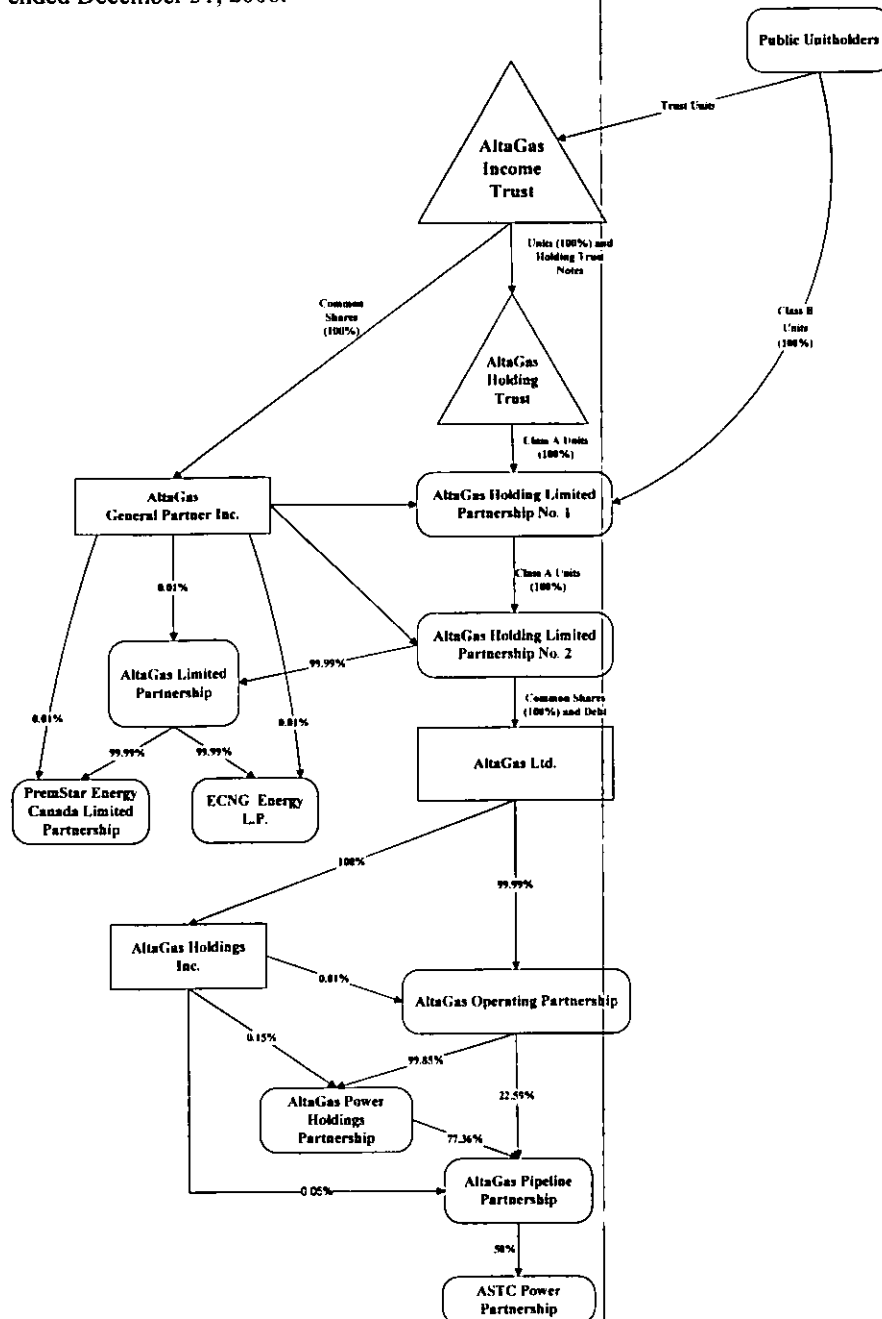 ended December 31, 2008.
Public Unitholders
Trust Units
AltaGas
Income
Trust
Units (100%) and
Holding Trust
Notes
Common
Shares
(100%)
Class B
Units
(100%)
AltaGas
Holding
Trust
Class A Units
(100%)
AltaGas
General Partner Inc.
AltaGas Holding Limited
Partnership No. 1
Class A Units
(100%)
0.01%
AltaGas Holding Limited
Partnership No. 2
AltaGas Limited
Partnership
99.99%
Common Shares
(100%) and Debt
0.01%
0.01%
99.99%
99.99%
AltaGas Ltd.
PremStar Energy
Canada Limited
Partnership
ECNG Energy
L.P.
100%
99.99%
AltaGas Holdings
Inc.
0.01%
AltaGas Operating Partnership
0.15%
99.85%
22.59%
AltaGas Power
Holdings
Partnership
77.36%
AltaGas Pipeline
Partnership
0.05%
50%
ASTC Power
Partnership